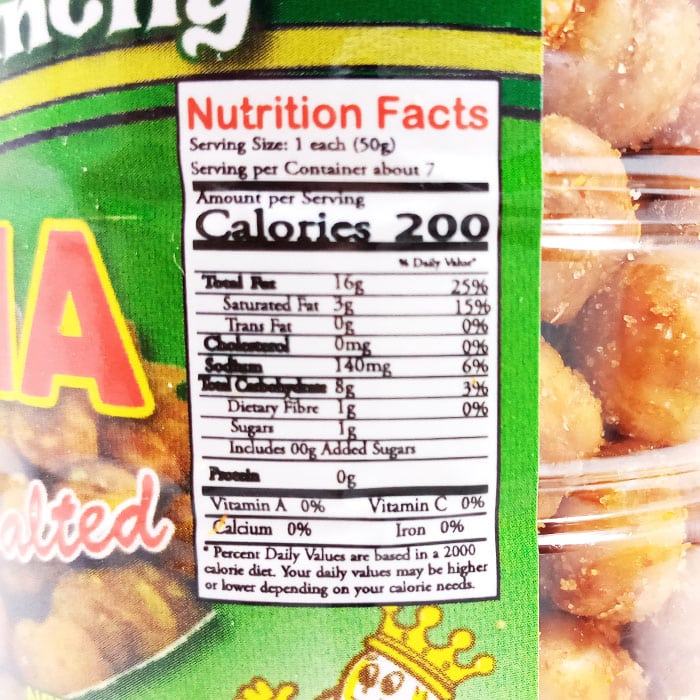 Nutrition Facts
Serving Size: 1 each (50g)
Serving per Container about 7
Amount per Serving
Calories 200
% Daily Value*
Total Fat 16g 25%
Saturated Fat 3g 15%
Trans Fat 0g 0%
Cholesterol 0mg 0%
Sodium 140mg 6%
Total Carbohydrate 8g 3%
Dietary Fibre 1g 0%
Sugars 1g
Includes 00g Added Sugars
Protein 0g
Vitamin A 0% Vitamin C 0%
Calcium 0% Iron 0%
* Percent Daily Values are based in a 2000
calorie diet. Your daily values may be higher
or lower depending on your calorie needs.
IA
alted